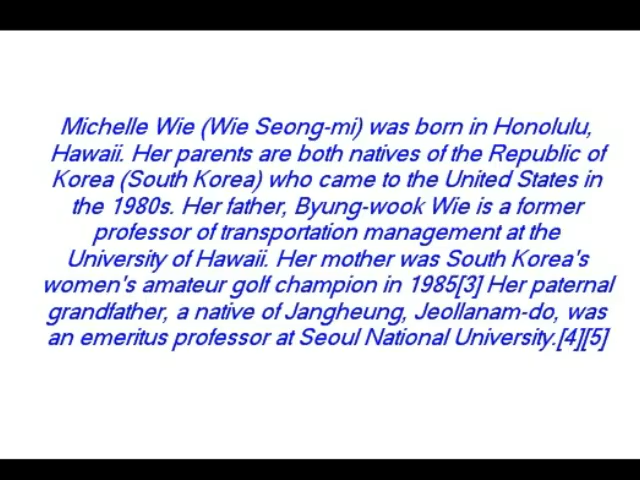 Michelle Wie (Wie Seong-mi) was born in Honolulu,
Hawaii. Her parents are both natives of the Republic of
Korea (South Korea) who came to the United States in
the 1980s. Her father, Byung-wook Wie is a former
professor of transportation management at the
University of Hawaii. Her mother was South Korea's
women's amateur golf champion in 1985[3] Her paternal
grandfather, a native of Jangheung, Jeollanam-do, was
an emeritus professor at Seoul National University.[4][5]